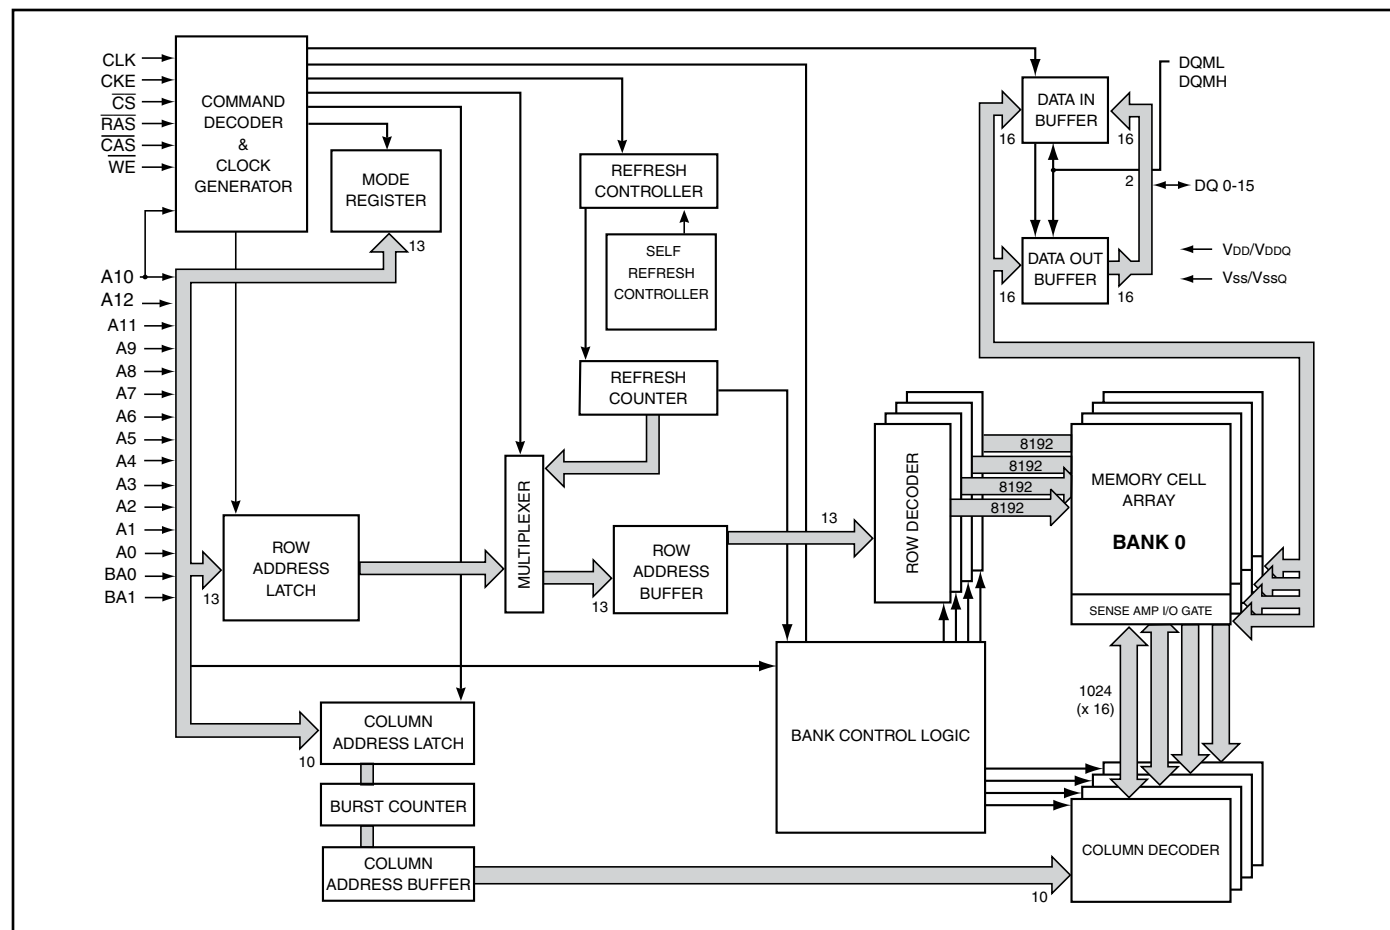 CLK
CKE
CS
RAS
CAS
WE
A10
A12
A11
A9
A8
A7
A6
A5
A4
A3
A2
A1
A0
BA0
BA1
COMMAND
DECODER
&
CLOCK
GENERATOR
MODE
REGISTER
13
REFRESH
CONTROLLER
SELF
REFRESH
CONTROLLER
REFRESH
COUNTER
DATA IN
BUFFER
16
16
DQML
DQMH
2
DQ 0-15
DATA OUT
BUFFER
16
16
VDD/VDDQ
VSS/VSSQ
ROW
ADDRESS
LATCH
13
MULTIPLEXER
13
ROW
ADDRESS
BUFFER
13
ROW DECODER
8192
8192
8192
8192
MEMORY CELL
ARRAY
BANK 0
SENSE AMP I/O GATE
1024
(x 16)
BANK CONTROL LOGIC
COLUMN
ADDRESS LATCH
10
BURST COUNTER
COLUMN
ADDRESS BUFFER
10
COLUMN DECODER